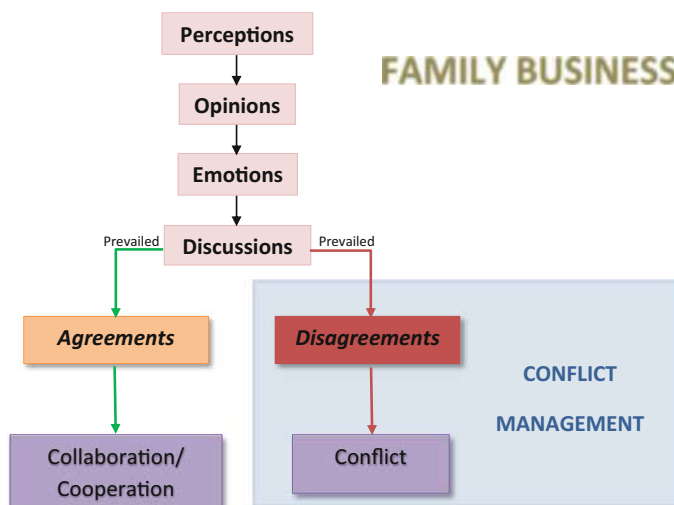 Perceptions
FAMILY BUSINESS
Opinions
Emotions
Prevailed
Discussions
Prevailed
Agreements
Disagreements
CONFLICT
MANAGEMENT
Collaboration/
Cooperation
Conflict